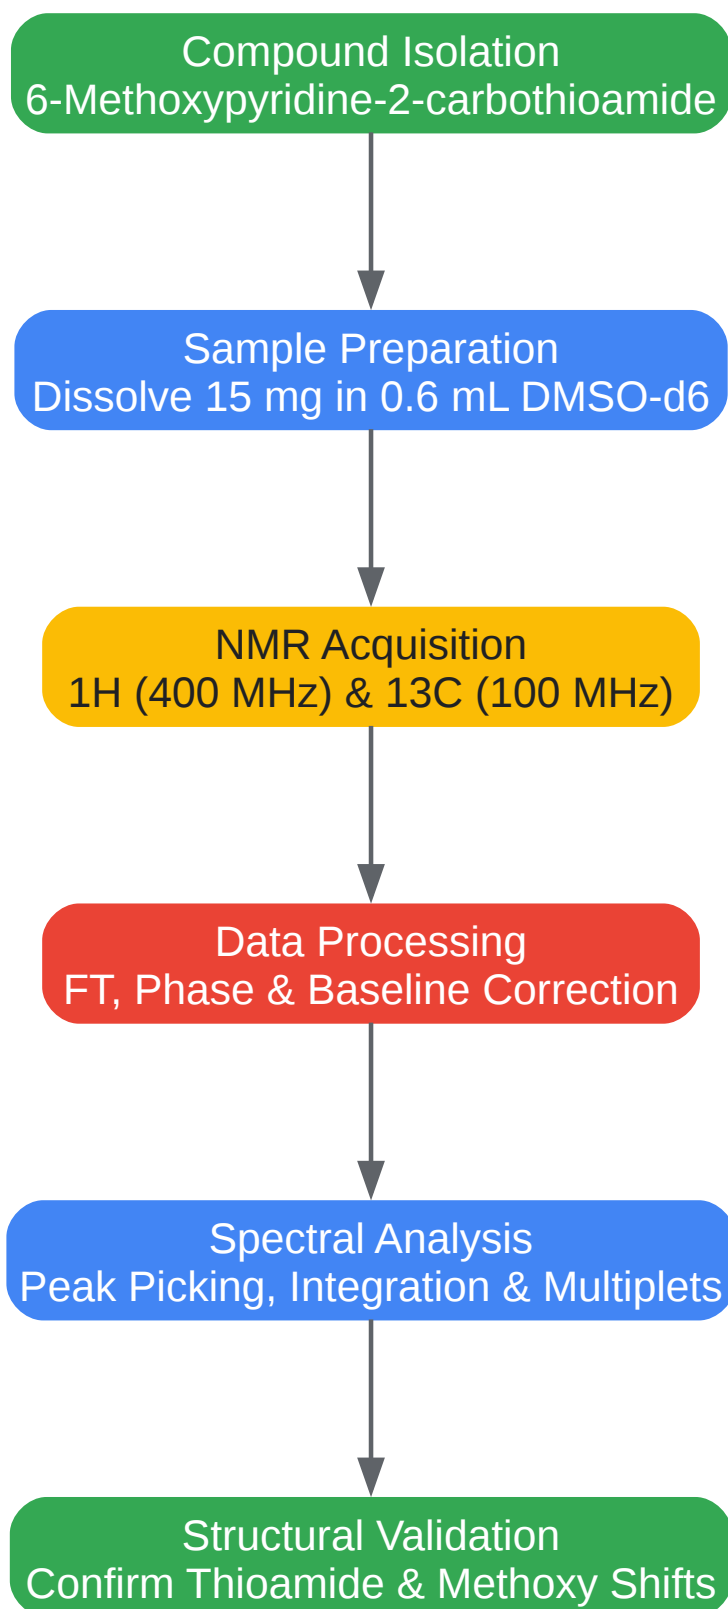 Compound Isolation
6-Methoxypyridine-2-carbothioamide
Sample Preparation
Dissolve 15 mg in 0.6 mL DMSO-d6
NMR Acquisition
1H (400 MHz) & 13C (100 MHz)
Data Processing
FT, Phase & Baseline Correction
Spectral Analysis
Peak Picking, Integration & Multiplets
Structural Validation
Confirm Thioamide & Methoxy Shifts